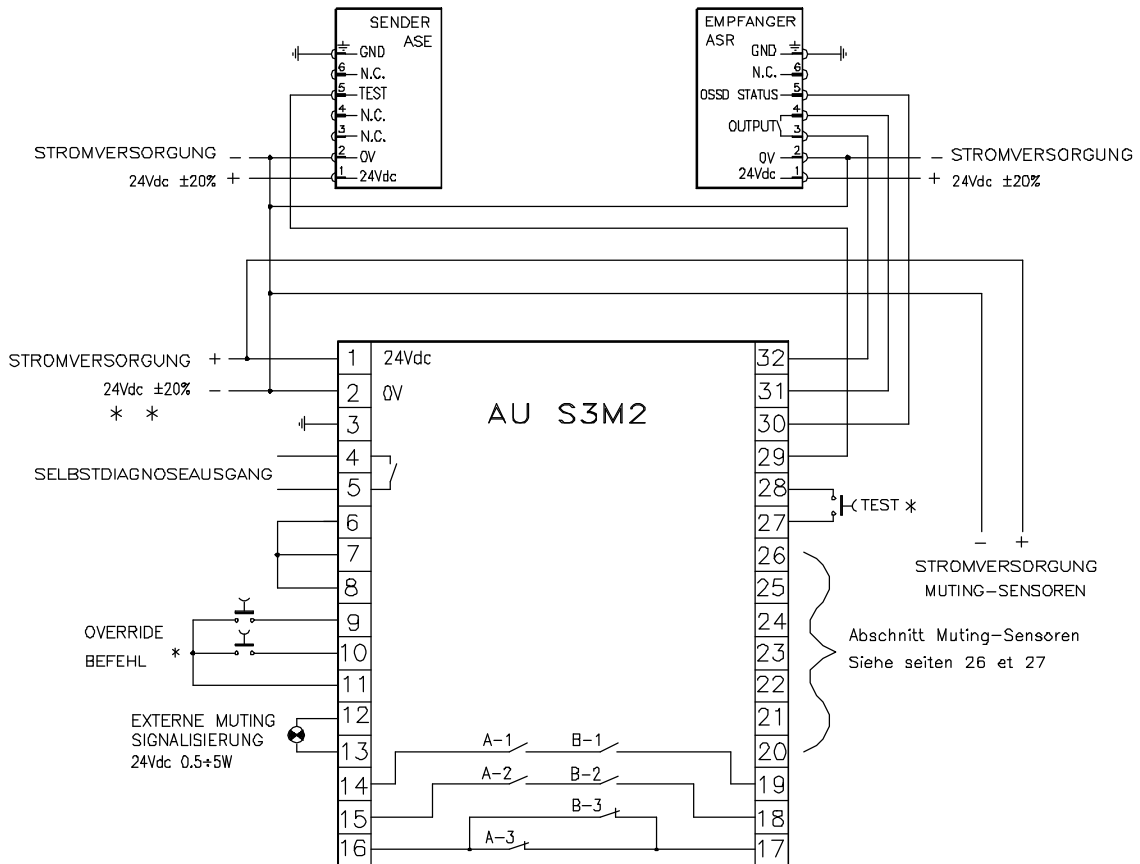 SENDER
ASE
GND
6 N.C.
5 TEST
4 N.C.
3 N.C.
2 0V
1 24Vdc
STROMVERSORGUNG -
24Vdc ±20% +
EMPFANGER
ASR
GND
N.C. 6
OSSD STATUS 5
4
OUTPUT 3
0V 2
24Vdc 1
- STROMVERSORGUNG
+ 24Vdc ±20%
STROMVERSORGUNG +
24Vdc ±20% -
* *
AU S3M2
1 24Vdc
2 0V
3
4
5
6
7
8
9
10
11
12
13
14
15
16
SELBSTDIAGNOSEAUSGANG
OVERRIDE
BEFEHL *
EXTERNE MUTING
SIGNALISIERUNG
24Vdc 0.5÷5W
A-1 B-1
A-2 B-2
B-3
A-3
32
31
30
29
28
27
26
25
24
23
22
21
20
19
18
17
TEST *
- +
STROMVERSORGUNG
MUTING-SENSOREN
Abschnitt Muting-Sensoren
Siehe seiten 26 et 27